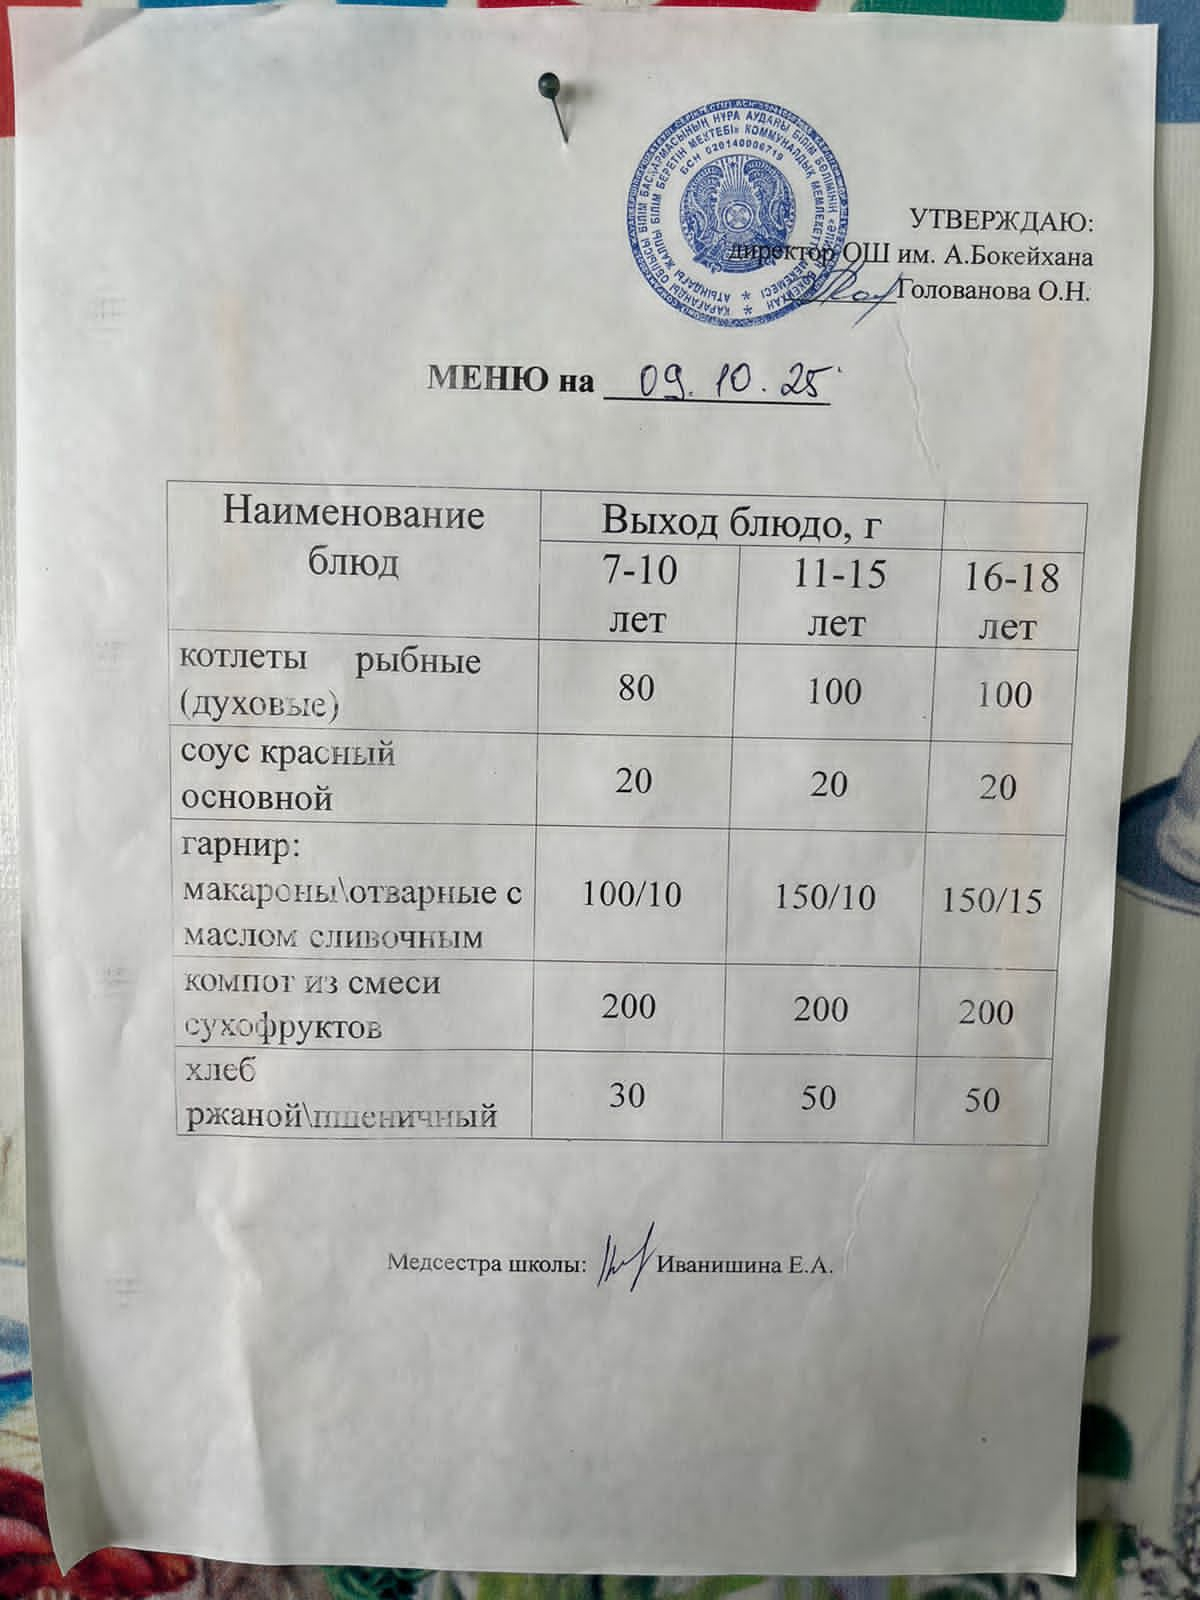 БСН 020140006719
УТВЕРЖДАЮ:
директор ОШ им. А.Бокейхана
Голованова О.Н.
МЕНЮ на 09.10.25
Наименование блюд
Выход блюдо, г
7-10 лет
11-15 лет
16-18 лет
котлеты рыбные
(духовые)
80 100 100
соус красный
основной
20 20 20
гарнир:
макароны\отварные с
маслом сливочным
100/10 150/10 150/15
компот из смеси
сухофруктов
200 200 200
хлеб
ржаной\пшеничный
30 50 50
Медсестра школы: Иванишина Е.А.